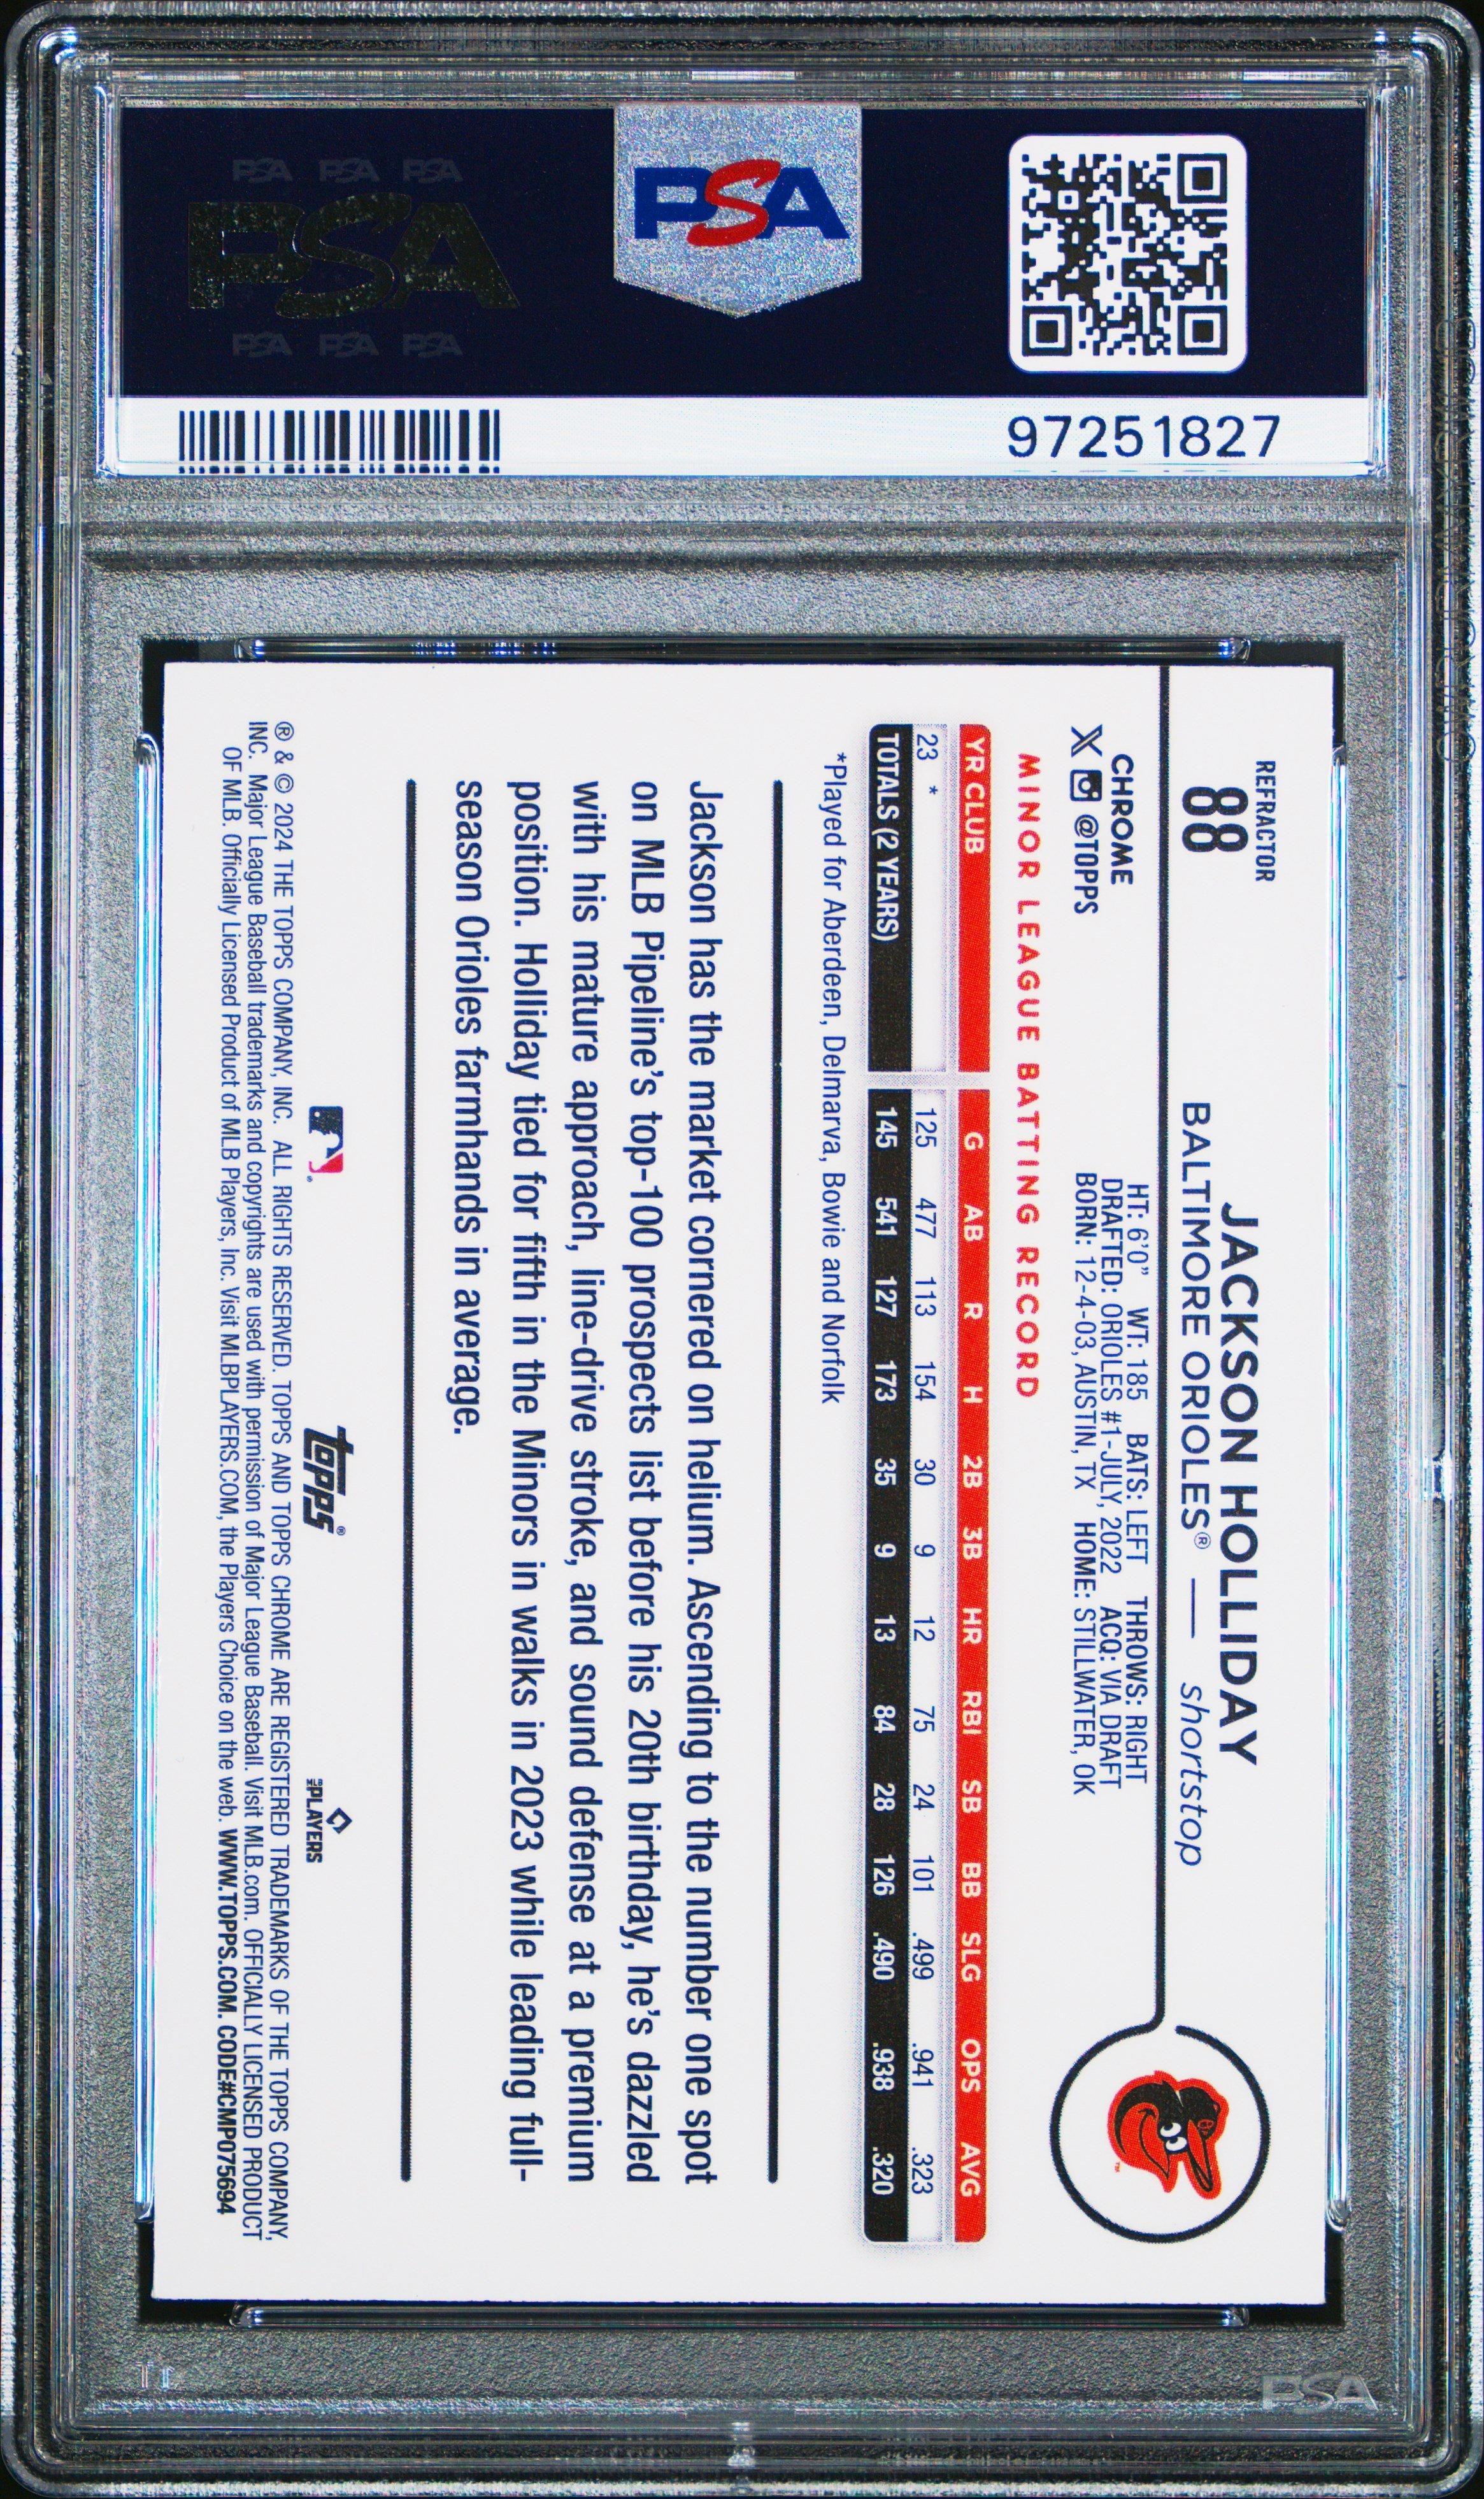 PSA PSA PSA
PSA
PSA PSA PSA
PSA
97251827
REFRACTOR
88
JACKSON HOLLIDAY
BALTIMORE ORIOLES® — shortstop
CHROME
X @TOPPS
HT: 6'0" WT: 185 BATS: LEFT THROWS: RIGHT
DRAFTED: ORIOLES #1-JULY, 2022 ACQ: VIA DRAFT
BORN: 12-4-03, AUSTIN, TX HOME: STILLWATER, OK
MINOR LEAGUE BATTING RECORD
YR CLUB G AB R H 2B 3B HR RBI SB BB SLG OPS AVG
23 * 125 477 113 154 30 9 12 75 24 101 .499 .941 .323
TOTALS (2 YEARS) 145 541 127 173 35 9 13 84 28 126 .490 .938 .320
*Played for Aberdeen, Delmarva, Bowie and Norfolk
Jackson has the market cornered on helium. Ascending to the number one spot
on MLB Pipeline's top-100 prospects list before his 20th birthday, he's dazzled
with his mature approach, line-drive stroke, and sound defense at a premium
position. Holliday tied for fifth in the Minors in walks in 2023 while leading full-
season Orioles farmhands in average.
topps®
THE PLAYERS
® & © 2024 THE TOPPS COMPANY, INC. ALL RIGHTS RESERVED. TOPPS AND TOPPS CHROME ARE REGISTERED TRADEMARKS OF THE TOPPS COMPANY,
INC. Major League Baseball trademarks and copyrights are used with permission of Major League Baseball. Visit MLB.com. OFFICIALLY LICENSED PRODUCT
OF MLB. Officially Licensed Product of MLB Players, Inc. Visit MLBPLAYERS.COM, the Players Choice on the web. WWW.TOPPS.COM. CODE#CMP075694
PSA